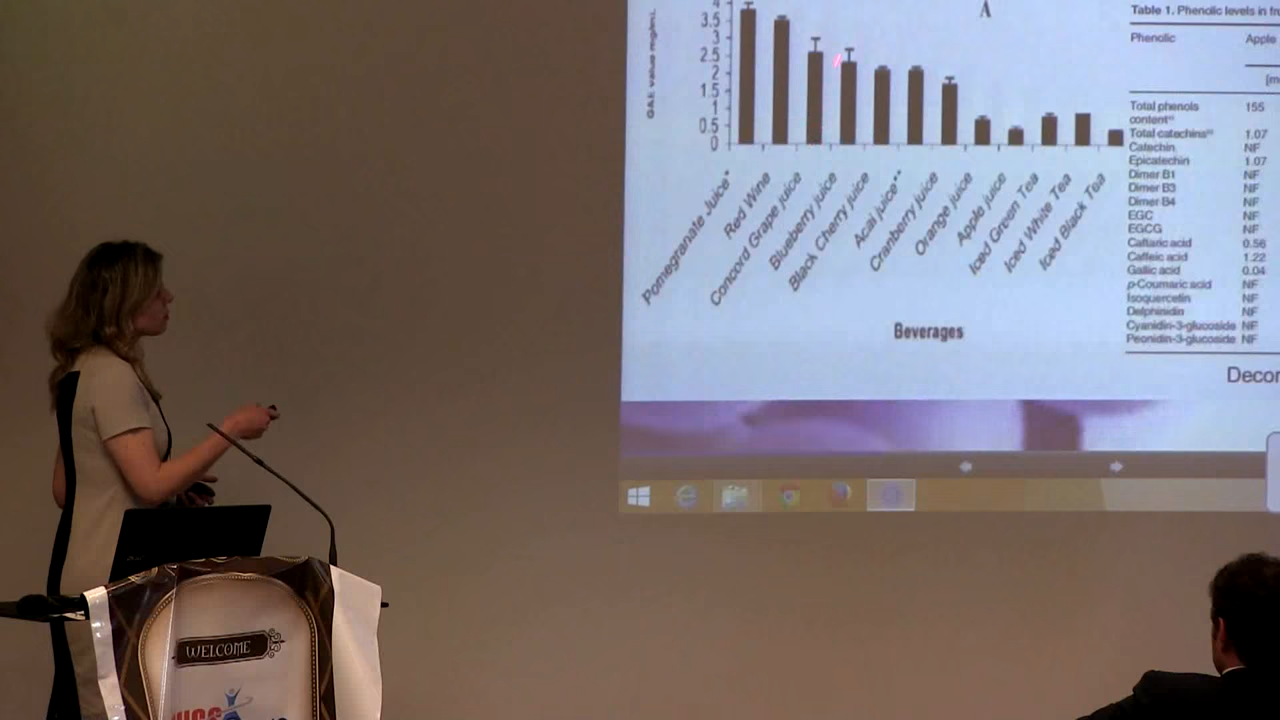 A
GAE value mg/ml.
4
3.5
3
2.5
2
1.5
1
0.5
0
Pomegranate Juice*
Red Wine
Concord Grape juice
Blueberry juice
Black Cherry juice
Acai juice**
Cranberry juice
Orange juice
Apple juice
Iced Green Tea
Iced White Tea
Iced Black Tea
Beverages
Table 1. Phenolic levels in fr
Phenolic Apple
Total phenols 155
content
Total catechins 1.07
Catechin NF
Epicatechin 1.07
Dimer B1 NF
Dimer B3 NF
Dimer B4 NF
EGC NF
EGCG NF
Caftaric acid 0.56
Caffeic acid 1.22
Gallic acid 0.04
p-Coumaric acid NF
Isoquercetin NF
Delphinidin NF
Cyanidin-3-glucoside NF
Peonidin-3-glucoside NF
Decor
WELCOME